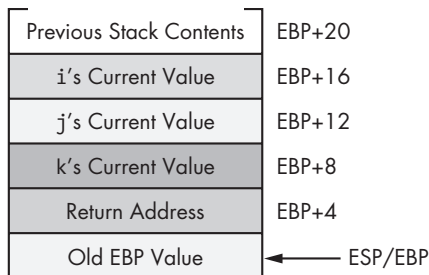 Previous Stack Contents EBP+20
i's Current Value EBP+16
j's Current Value EBP+12
k's Current Value EBP+8
Return Address EBP+4
Old EBP Value ESP/EBP